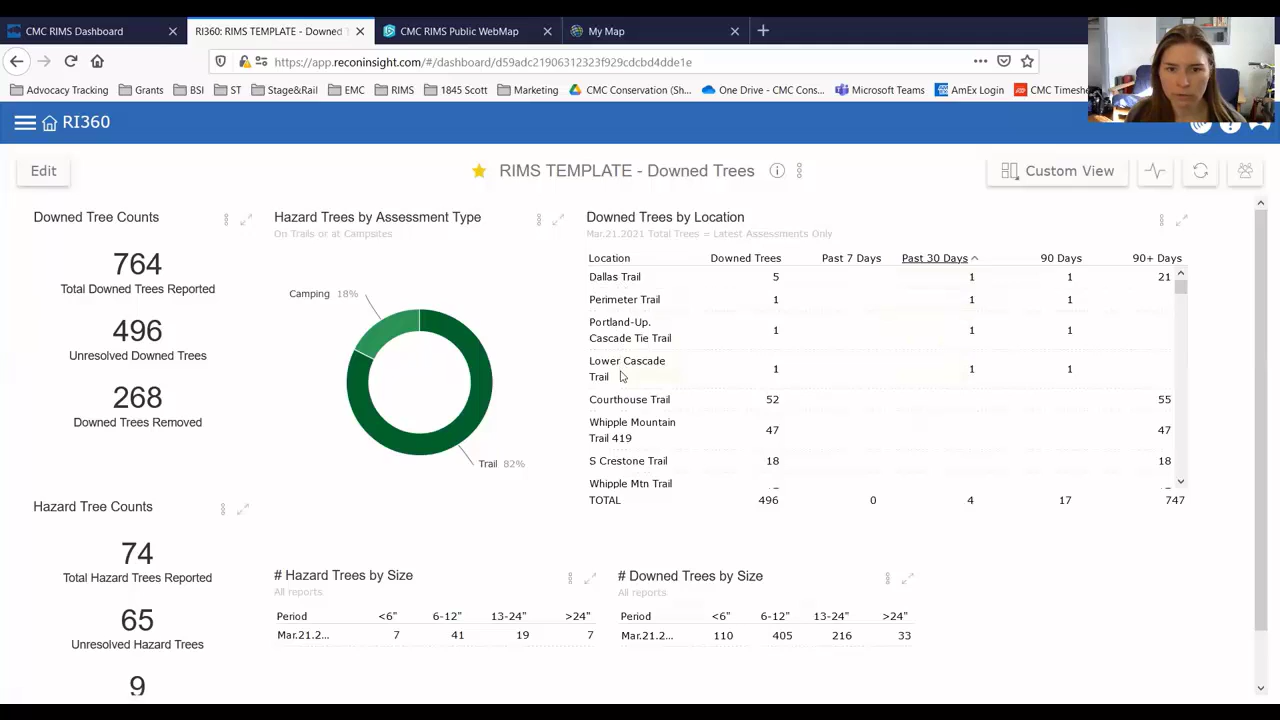 CMC RIMS Dashboard
RI360: RIMS TEMPLATE - Downed
CMC RIMS Public WebMap
My Map
https://app.reconinsight.com/#/dashboard/d59adc21906312323f929cdcbd4dde1e
Advocacy Tracking
Grants
BSI
ST
Stage&Rail
EMC
RIMS
1845 Scott
Marketing
CMC Conservation (Sh...
One Drive - CMC Cons...
Microsoft Teams
AmEx Login
CMC Timeshe
RI360
Edit
RIMS TEMPLATE - Downed Trees
Custom View
Downed Tree Counts
764
Total Downed Trees Reported
496
Unresolved Downed Trees
268
Downed Trees Removed
Hazard Trees by Assessment Type
On Trails or at Campsites
Camping 18%
Trail 82%
Downed Trees by Location
Mar.21.2021 Total Trees = Latest Assessments Only
Location Downed Trees Past 7 Days Past 30 Days 90 Days 90+ Days
Dallas Trail 5 1 1 21
Perimeter Trail 1 1 1
Portland-Up.
Cascade Tie Trail 1 1 1
Lower Cascade
Trail 1 1 1
Courthouse Trail 52 55
Whipple Mountain
Trail 419 47 47
S Crestone Trail 18 18
Whipple Mtn Trail
TOTAL 496 0 4 17 747
Hazard Tree Counts
74
Total Hazard Trees Reported
65
Unresolved Hazard Trees
9
# Hazard Trees by Size
All reports
Period <6" 6-12" 13-24" >24"
Mar.21.2... 7 41 19 7
# Downed Trees by Size
All reports
Period <6" 6-12" 13-24" >24"
Mar.21.2... 110 405 216 33